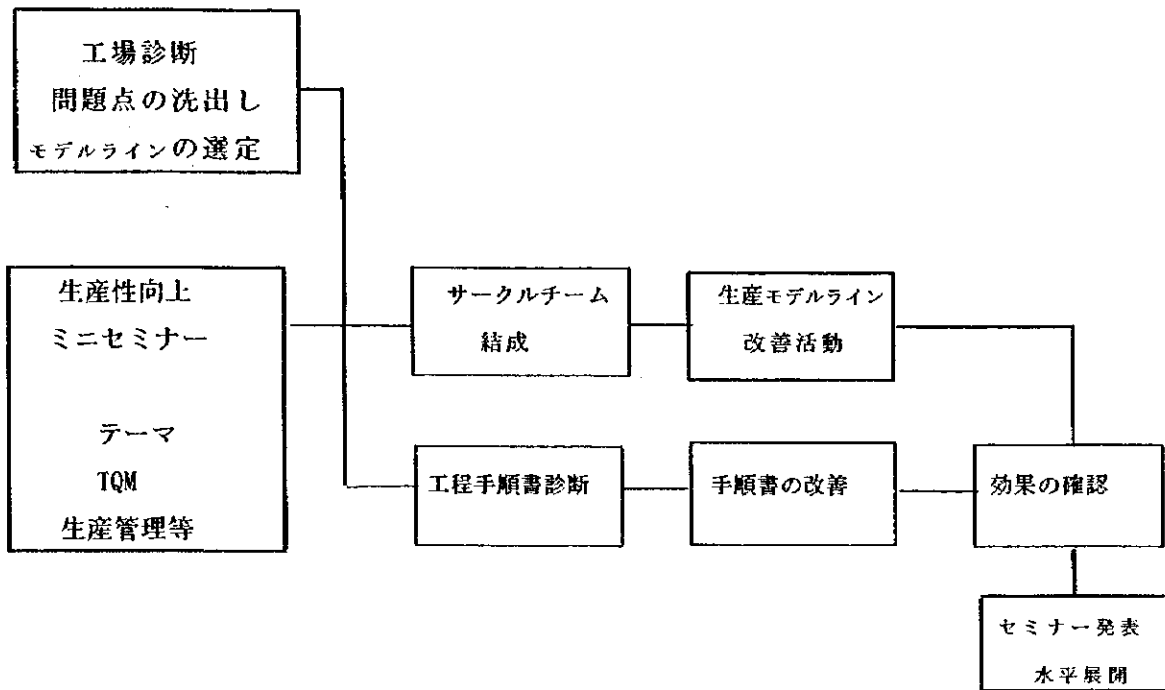 工場診断
問題点の洗出し
モデルラインの選定
生産性向上
ミニセミナー
テーマ
TQM
生産管理等
サークルチーム
結成
生産モデルライン
改善活動
工程手順書診断
手順書の改善
効果の確認
セミナー発表
水平展開